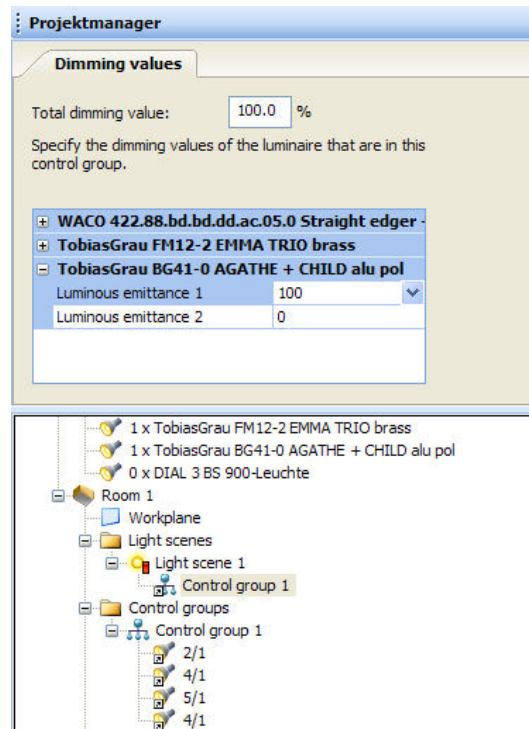 Projektmanager
Dimming values
Total dimming value: 100.0 %
Specify the dimming values of the luminaire that are in this
control group.
WACO 422.88.bd.bd.dd.ac.05.0 Straight edger -
TobiasGrau FM12-2 EMMA TRIO brass
TobiasGrau BG41-0 AGATHE + CHILD alu pol
Luminous emittance 1 100
Luminous emittance 2 0
1 x TobiasGrau FM12-2 EMMA TRIO brass
1 x TobiasGrau BG41-0 AGATHE + CHILD alu pol
0 x DIAL 3 BS 900-Leuchte
Room 1
Workplane
Light scenes
Light scene 1
Control group 1
Control groups
Control group 1
2/1
4/1
5/1
4/1